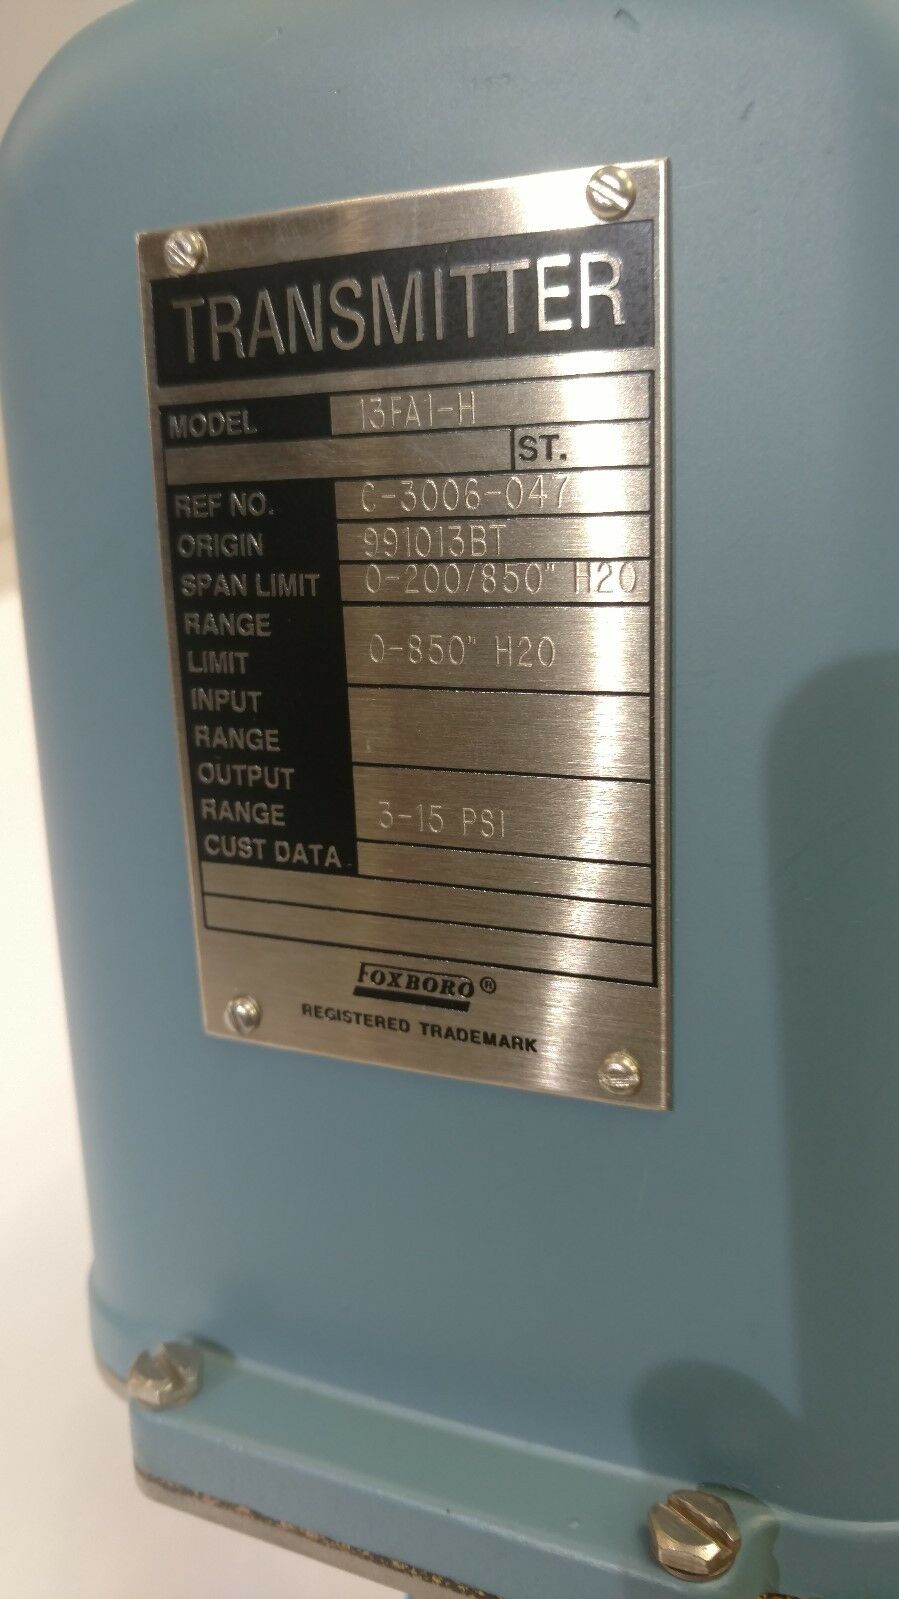 TRANSMITTER
MODEL 13FA1-H
ST.
REF NO. C-3006-047
ORIGIN 991013BT
SPAN LIMIT 0-200/850" H20
RANGE
LIMIT 0-850" H20
INPUT
RANGE
OUTPUT
RANGE 3-15 PSI
CUST DATA
FOXBORO ®
REGISTERED TRADEMARK